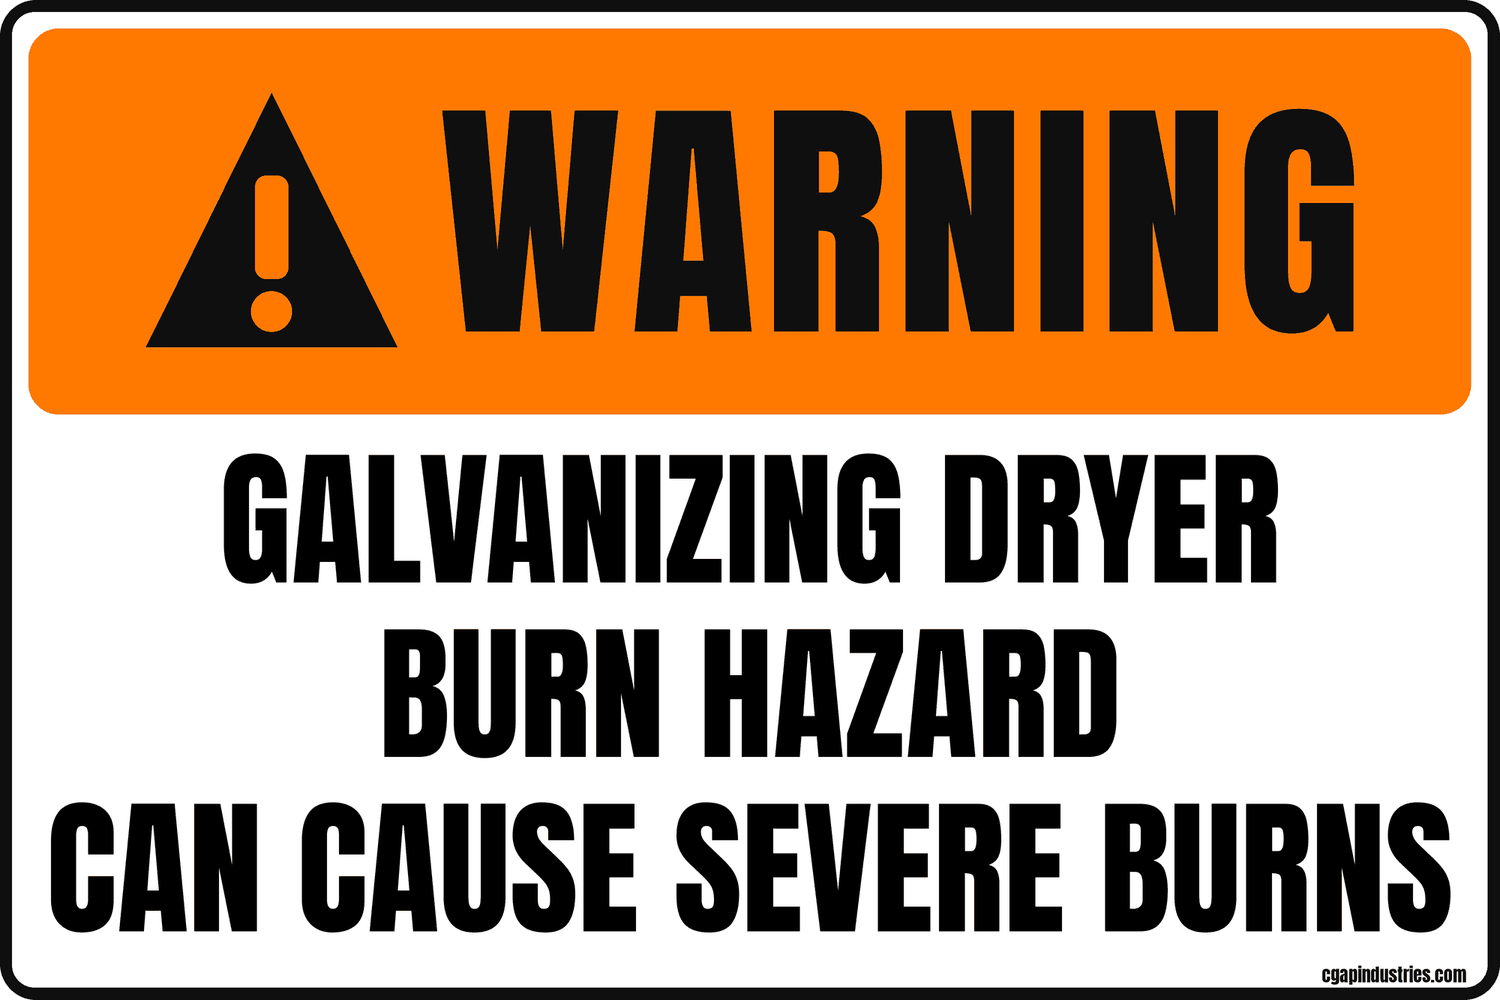 WARNING
GALVANIZING DRYER
BURN HAZARD
CAN CAUSE SEVERE BURNS
cgapindustries.com